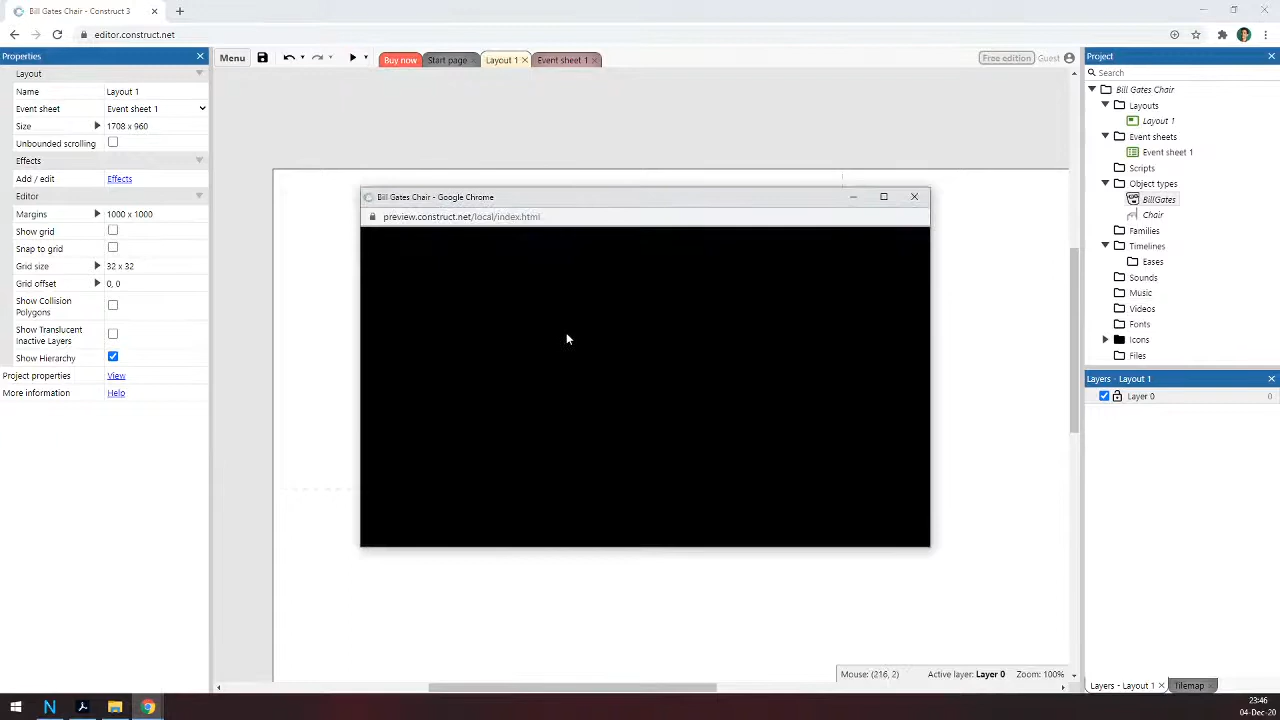 Bill Gates Chair - Construct 3
editor.construct.net
Properties
Layout
Name Layout 1
Event sheet Event sheet 1
Size 1708 x 960
Unbounded scrolling
Effects
Add / edit Effects
Editor
Margins 1000 x 1000
Show grid
Snap to grid
Grid size 32 x 32
Grid offset 0, 0
Show Collision
Polygons
Show Translucent
Inactive Layers
Show Hierarchy
Project properties View
More information Help
Menu
Buy now Start page Layout 1 Event sheet 1
Free edition Guest
Bill Gates Chair - Google Chrome
preview.construct.net/local/index.html
Mouse: (216, 2) Active layer: Layer 0 Zoom: 100%
Project
Search
Bill Gates Chair
Layouts
Layout 1
Event sheets
Event sheet 1
Scripts
Object types
BillGates
Chair
Families
Timelines
Eases
Sounds
Music
Videos
Fonts
Icons
Files
Layers - Layout 1
Layer 0 0
Layers - Layout 1 Tilemap
23:46
04-Dec-20